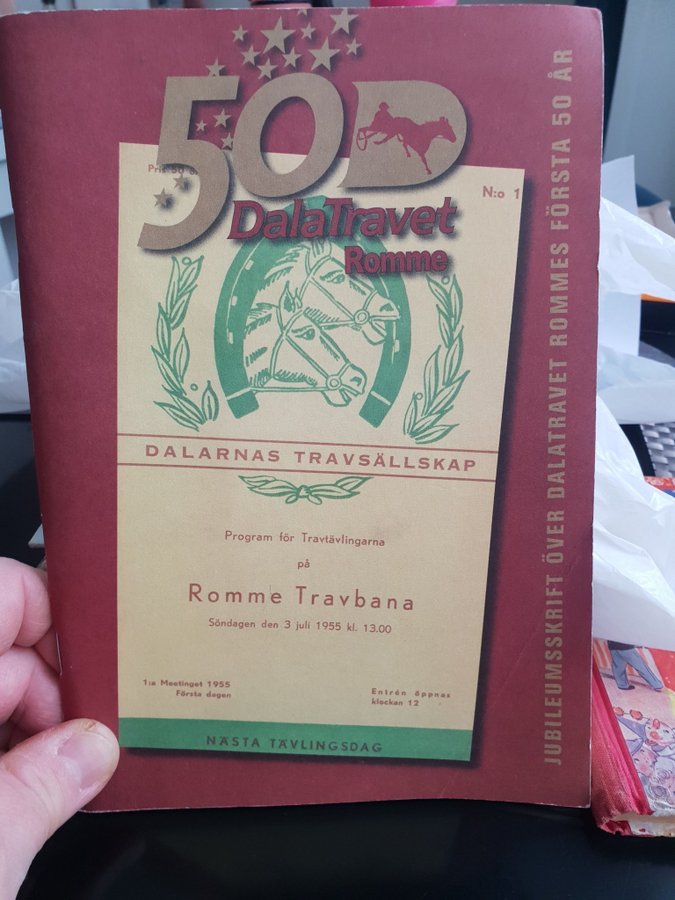 50
DalaTravet
Romme
N:o 1
DALARNAS TRAVSÄLLSKAP
Program för Travtävlingarna
på
Romme Travbana
Söndagen den 3 juli 1955 kl. 13.00
1:a Meetinget 1955
Första dagen
Entrén öppnas
klockan 12
NÄSTA TÄVLINGSDAG
JUBILEUMSSKRIFT ÖVER DALATRAVET ROMMES FÖRSTA 50 ÅR